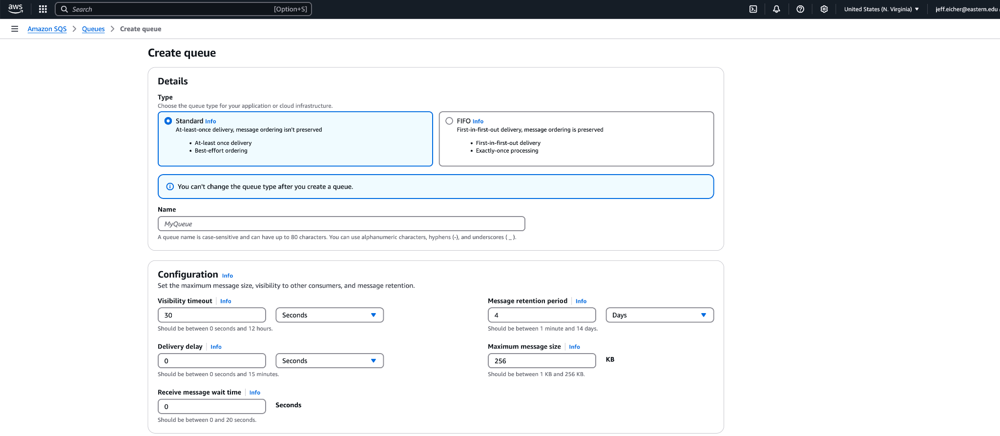 aws
Search
[Option+S]
United States (N. Virginia)
jeff.eicher@eastern.edu
Amazon SQS
Queues
Create queue
Create queue
Details
Type
Choose the queue type for your application or cloud infrastructure.
Standard Info
At-least-once delivery, message ordering isn't preserved
• At-least once delivery
• Best-effort ordering
FIFO Info
First-in-first-out delivery, message ordering is preserved
• First-in-first-out delivery
• Exactly-once processing
You can't change the queue type after you create a queue.
Name
MyQueue
A queue name is case-sensitive and can have up to 80 characters. You can use alphanumeric characters, hyphens (-), and underscores ( _ ).
Configuration Info
Set the maximum message size, visibility to other consumers, and message retention.
Visibility timeout Info
30 Seconds
Should be between 0 seconds and 12 hours.
Message retention period Info
4 Days
Should be between 1 minute and 14 days.
Delivery delay Info
0 Seconds
Should be between 0 seconds and 15 minutes.
Maximum message size Info
256 KB
Should be between 1 KB and 256 KB.
Receive message wait time Info
0 Seconds
Should be between 0 and 20 seconds.